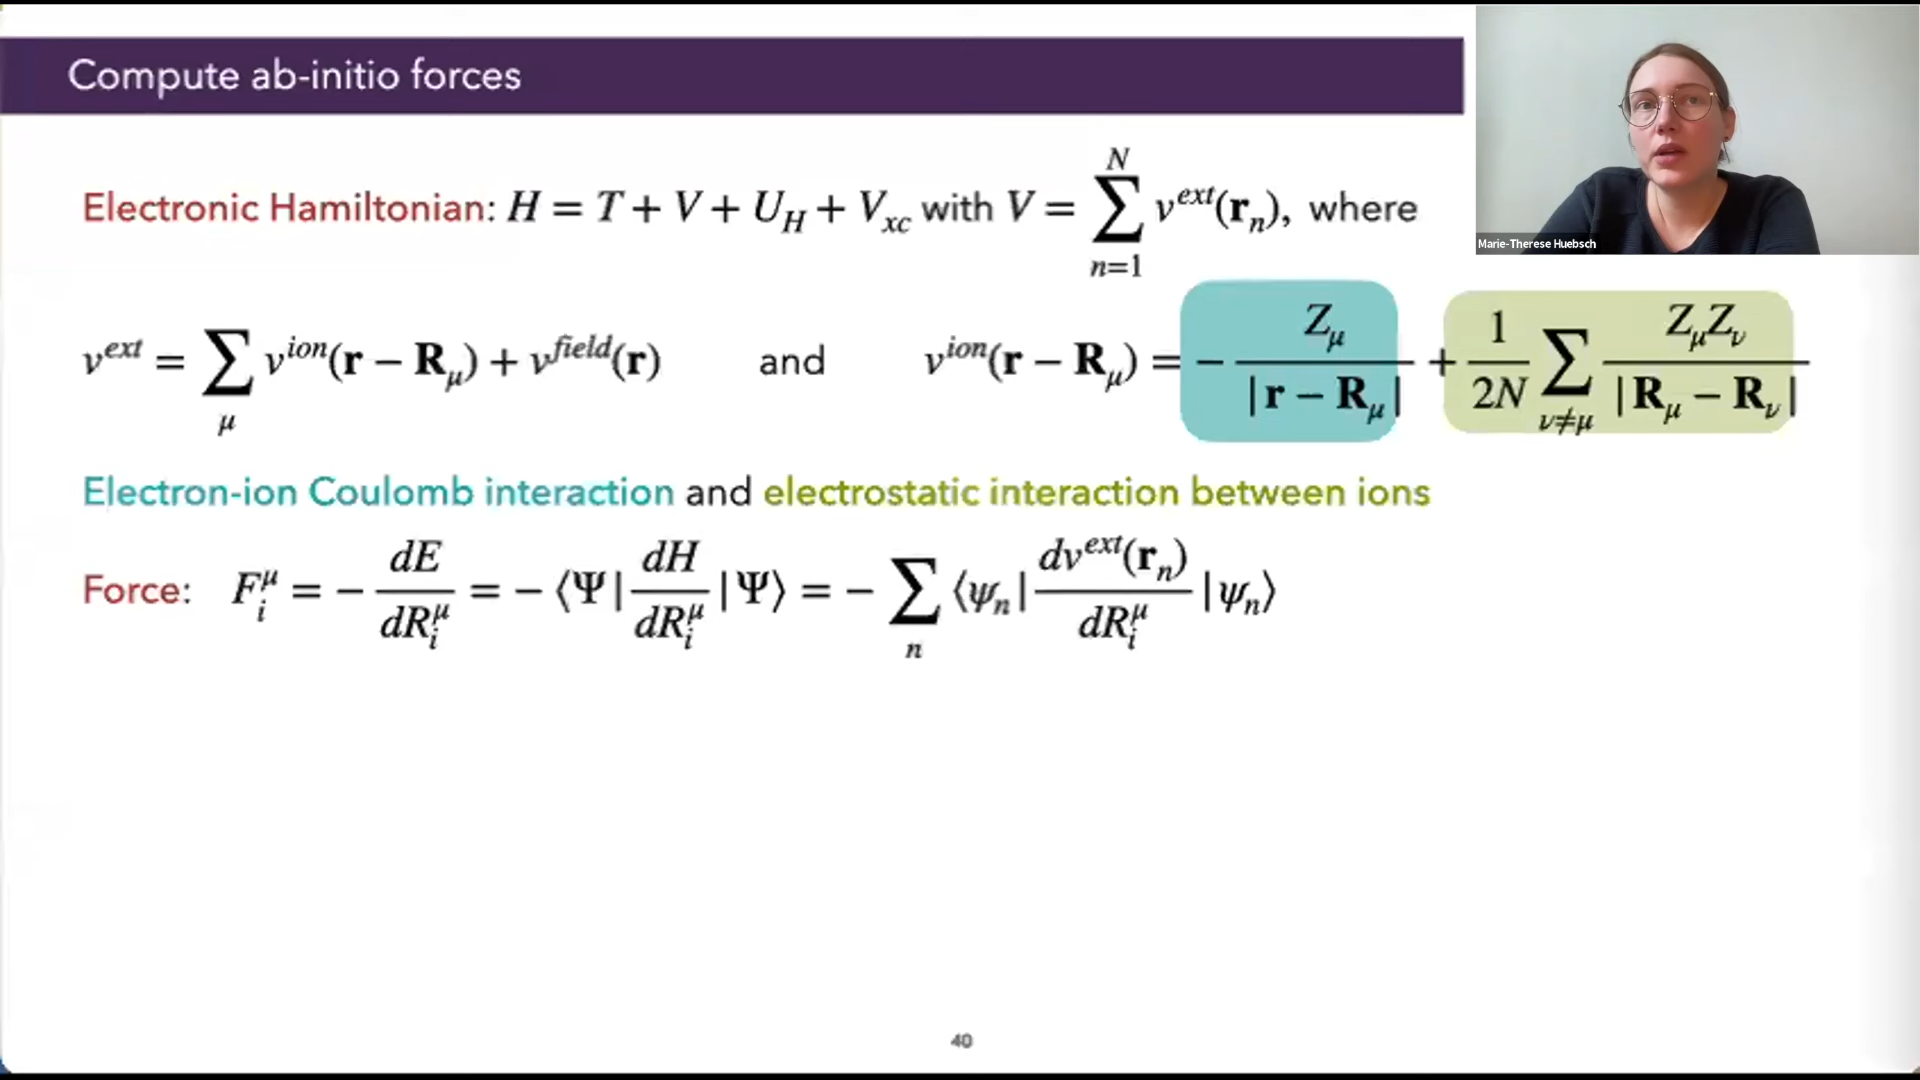 Compute ab-initio forces
Marie-Therese Huebsch
Electronic Hamiltonian: H = T + V + U_H + V_xc with V = ∑_{n=1}^{N} v^{ext}(r_n), where
v^{ext} = ∑_μ v^{ion}(r − R_μ) + v^{field}(r) and v^{ion}(r − R_μ) = − Z_μ / |r − R_μ| + 1/2N ∑_{ν≠μ} Z_μ Z_ν / |R_μ − R_ν|
Electron-ion Coulomb interaction and electrostatic interaction between ions
Force: F_i^μ = − dE/dR_i^μ = − ⟨Ψ| dH/dR_i^μ |Ψ⟩ = − ∑_n ⟨ψ_n| dv^{ext}(r_n)/dR_i^μ |ψ_n⟩
40